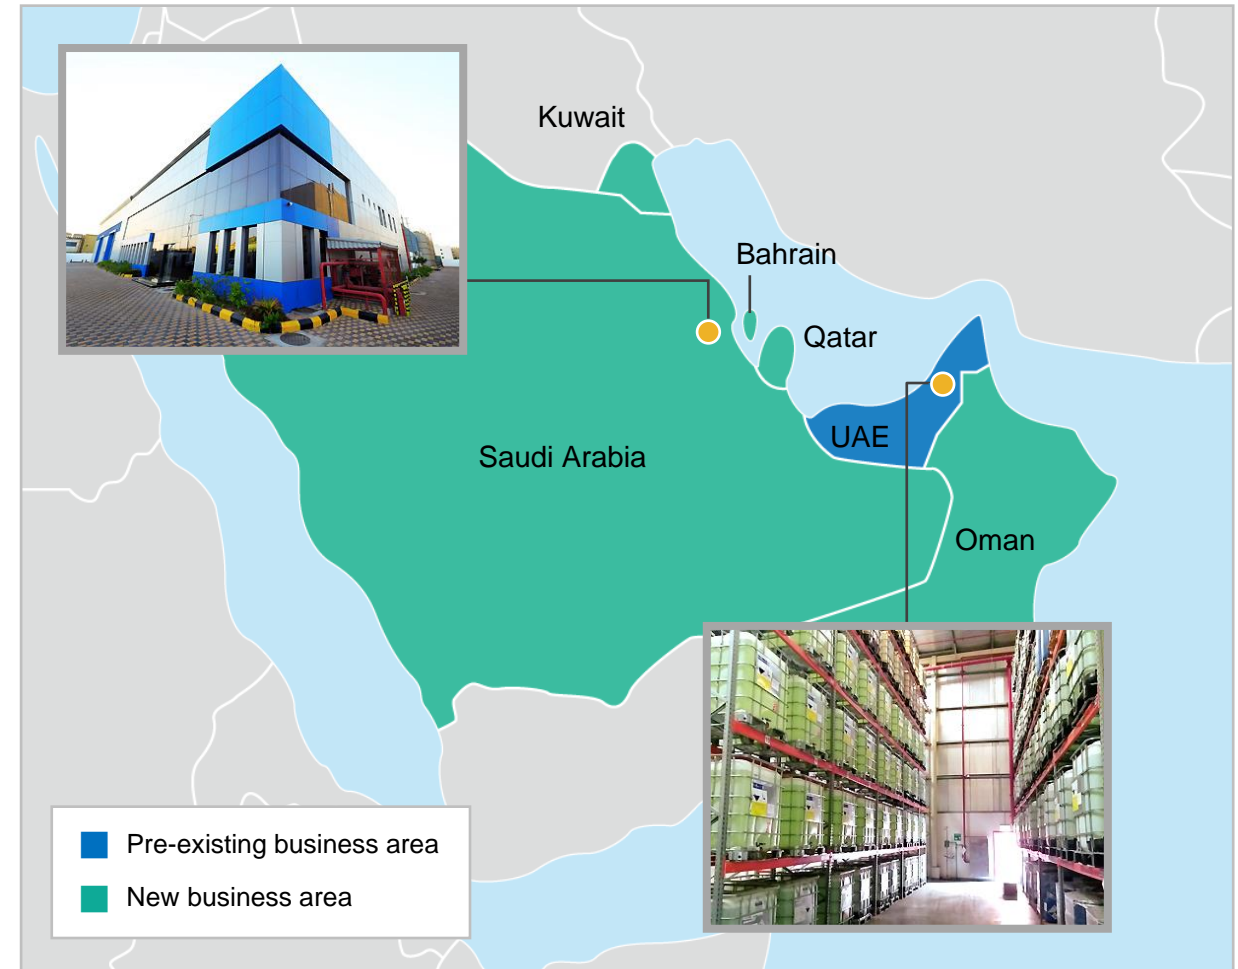 Kuwait
Bahrain
Qatar
UAE
Saudi Arabia
Oman
Pre-existing business area
New business area